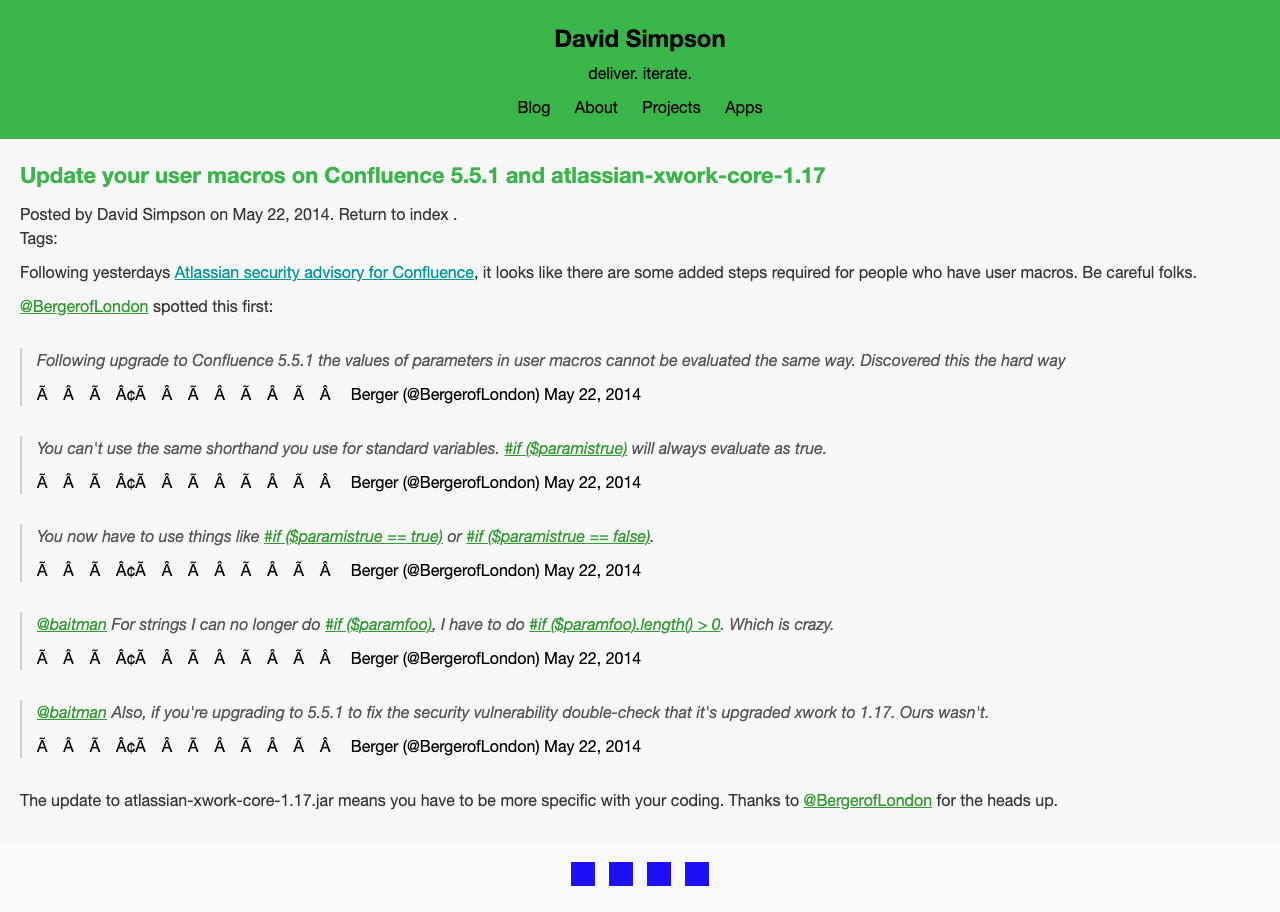 David Simpson
deliver. iterate.
Blog About Projects Apps
Update your user macros on Confluence 5.5.1 and atlassian-xwork-core-1.17
Posted by David Simpson on May 22, 2014. Return to index .
Tags:
Following yesterdays Atlassian security advisory for Confluence, it looks like there are some added steps required for people who have user macros. Be careful folks.
@BergerofLondon spotted this first:
Following upgrade to Confluence 5.5.1 the values of parameters in user macros cannot be evaluated the same way. Discovered this the hard way
Ã Â Ã Â¢Ã Â Ã Â Ã Â Ã Â Berger (@BergerofLondon) May 22, 2014
You can't use the same shorthand you use for standard variables. #if ($paramistrue) will always evaluate as true.
Ã Â Ã Â¢Ã Â Ã Â Ã Â Ã Â Berger (@BergerofLondon) May 22, 2014
You now have to use things like #if ($paramistrue == true) or #if ($paramistrue == false).
Ã Â Ã Â¢Ã Â Ã Â Ã Â Ã Â Berger (@BergerofLondon) May 22, 2014
@baitman For strings I can no longer do #if ($paramfoo), I have to do #if ($paramfoo).length() > 0. Which is crazy.
Ã Â Ã Â¢Ã Â Ã Â Ã Â Ã Â Berger (@BergerofLondon) May 22, 2014
@baitman Also, if you're upgrading to 5.5.1 to fix the security vulnerability double-check that it's upgraded xwork to 1.17. Ours wasn't.
Ã Â Ã Â¢Ã Â Ã Â Ã Â Ã Â Berger (@BergerofLondon) May 22, 2014
The update to atlassian-xwork-core-1.17.jar means you have to be more specific with your coding. Thanks to @BergerofLondon for the heads up.